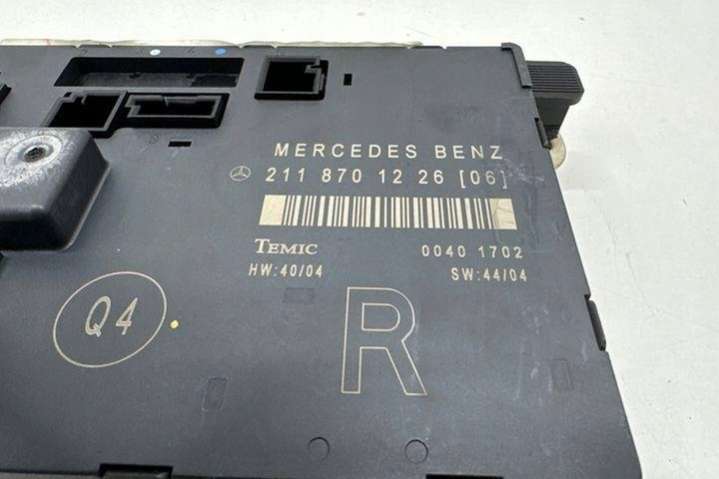 MERCEDES BENZ
211 870 12 26 [06]
TEMIC 0040 1702
HW:40/04 SW:44/04
Q4
R